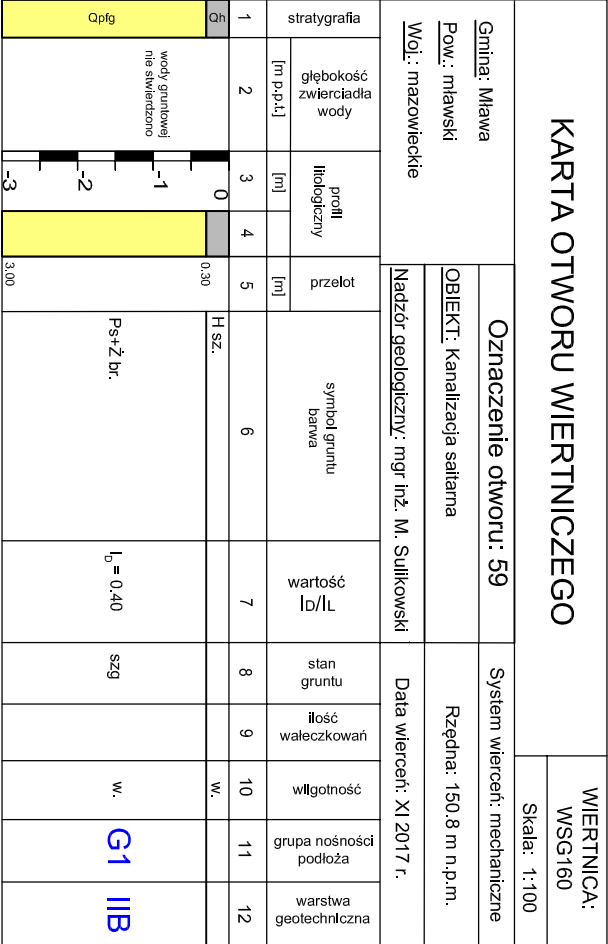 KARTA OTWORU WIERTNICZEGO
WIERTNICA:
WSG160
Skala: 1:100
Gmina: Mława
Pow.: mławski
Woj.: mazowieckie
Oznaczenie otworu: 59
OBIEKT: Kanalizacja saitarna
Nadzór geologiczny: mgr inż. M. Sulikowski
System wierceń: mechaniczne
Rzędna: 150.8 m n.p.m.
Data wierceń: XI 2017 r.
stratygrafia
głębokość
zwierciadła
wody
[m p.p.t.]
profil
litologiczny
[m]
przelot
[m]
symbol gruntu
barwa
wartość
ID/IL
stan
gruntu
ilość
wałeczkowań
wilgotność
grupa nośności
podłoża
warstwa
geotechniczna
1 2 3 4 5 6 7 8 9 10 11 12
Qh
0
0.30
H sz.
w.
Qpfg
wody gruntowej
nie stwierdzono
-1
-2
-3
3.00
Ps+Ż br.
ID = 0.40
szg
w.
G1
IIB